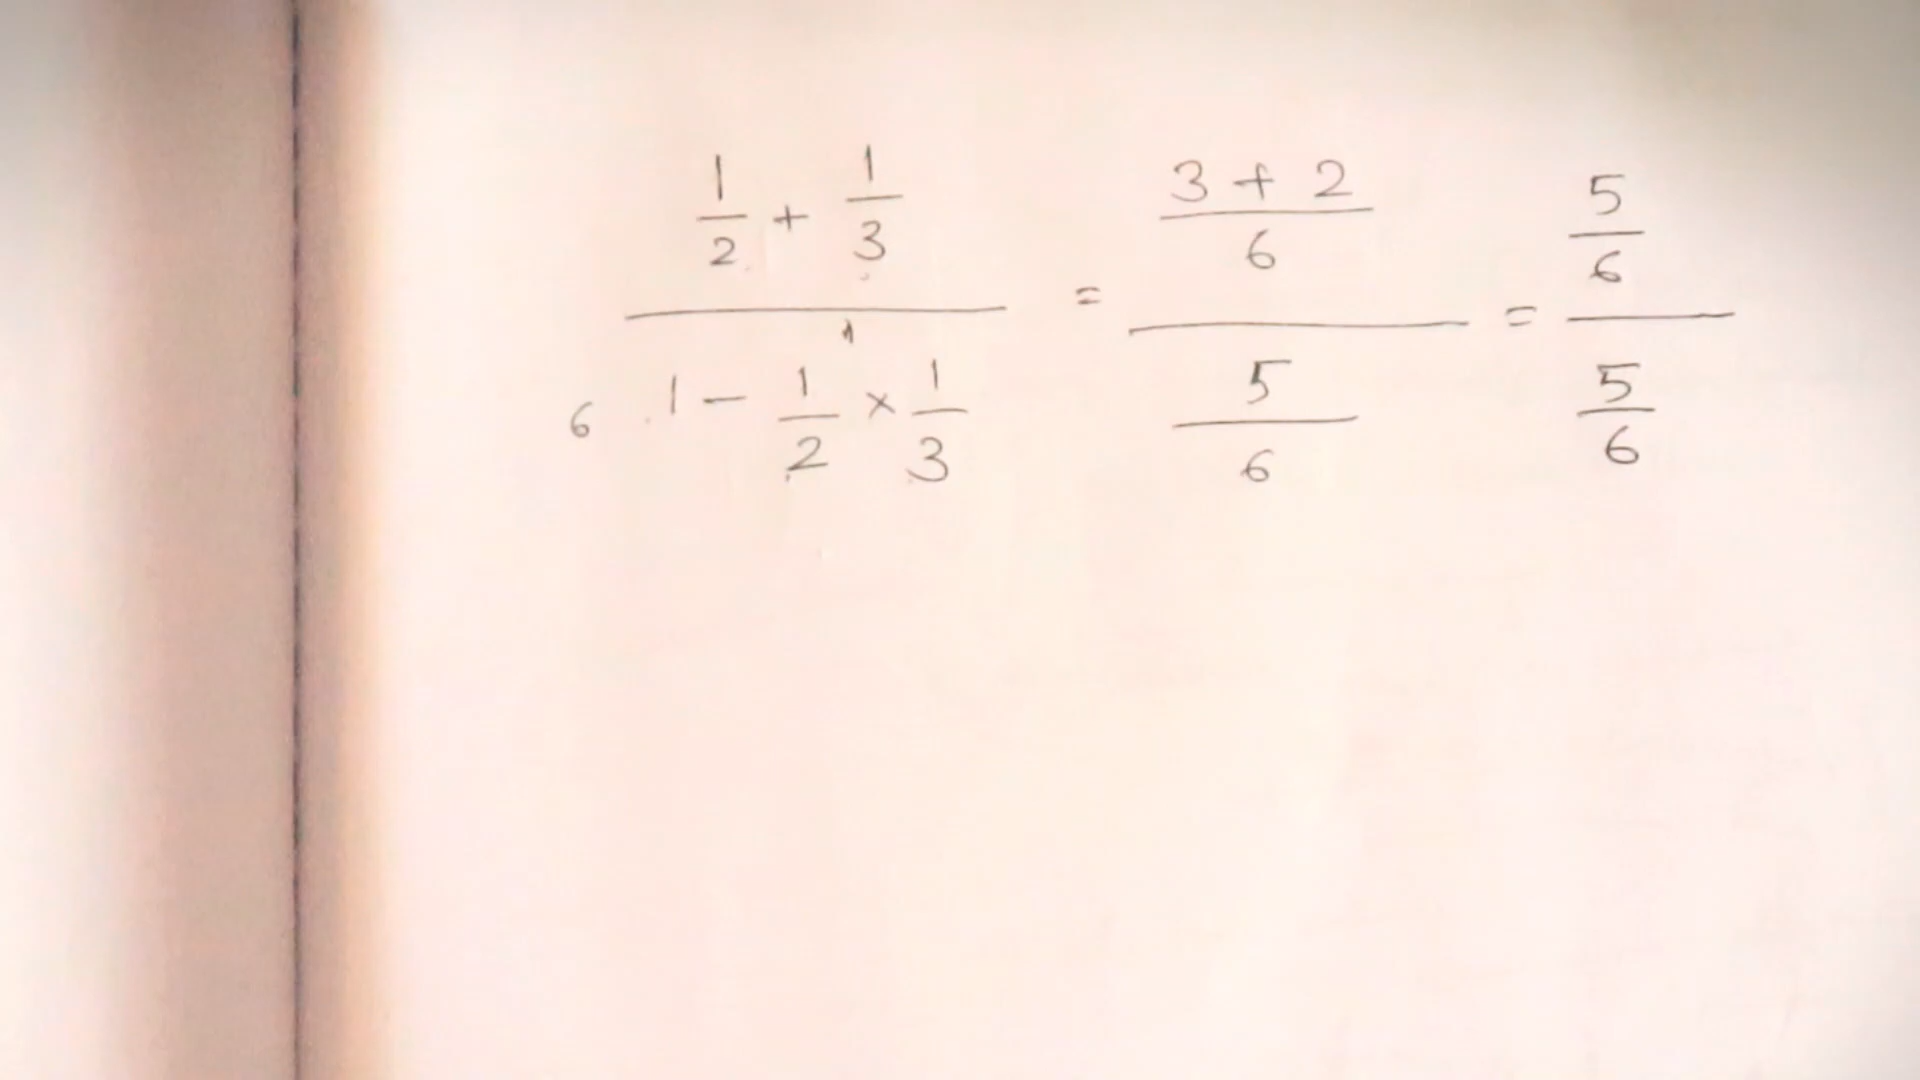 1/2 + 1/3 = 3 + 2/6 = 5/6
1
6 1 - 1/2 × 1/3 5/6 5/6